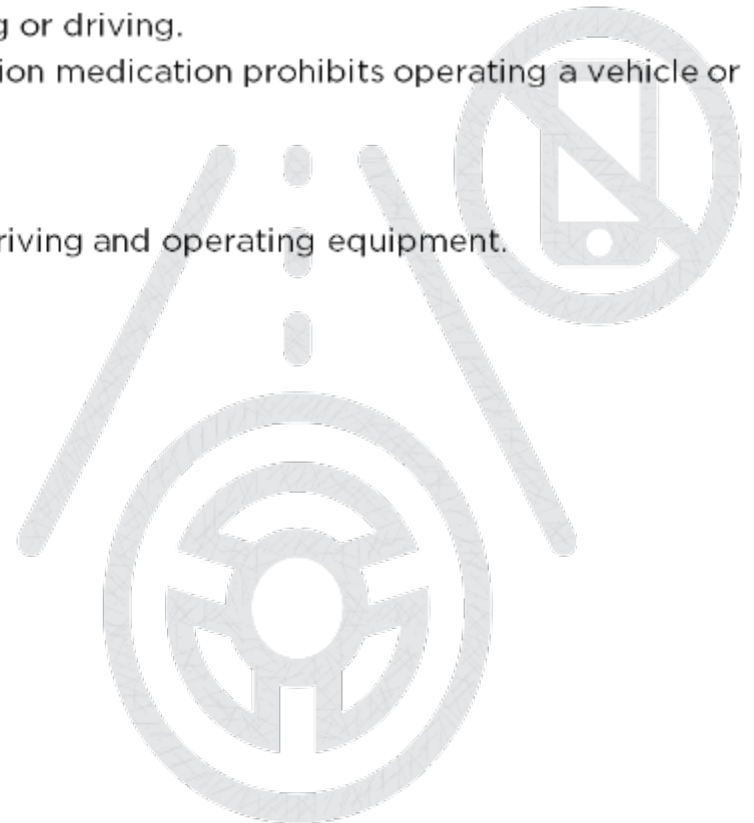 g or driving.
ion medication prohibits operating a vehicle or
riving and operating equipment.